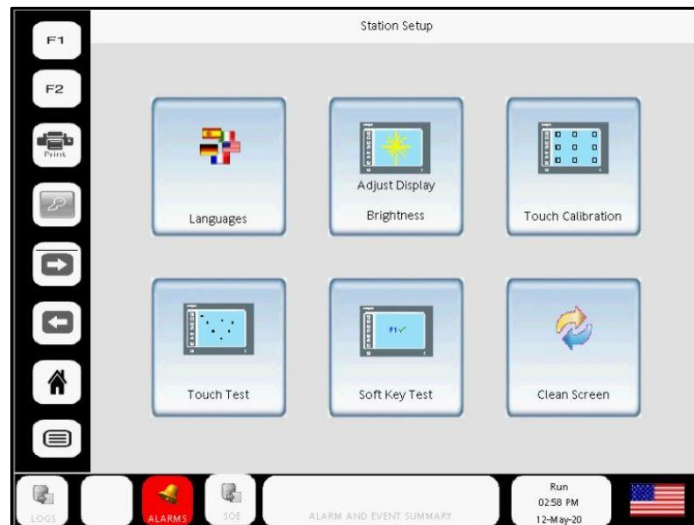 Station Setup
F1
F2
Print
Languages
Adjust Display
Brightness
Touch Calibration
F1✓
Touch Test
Soft Key Test
Clean Screen
LOGS
ALARMS
SOE
ALARM AND EVENT SUMMARY
Run
02:58 PM
12-May-20